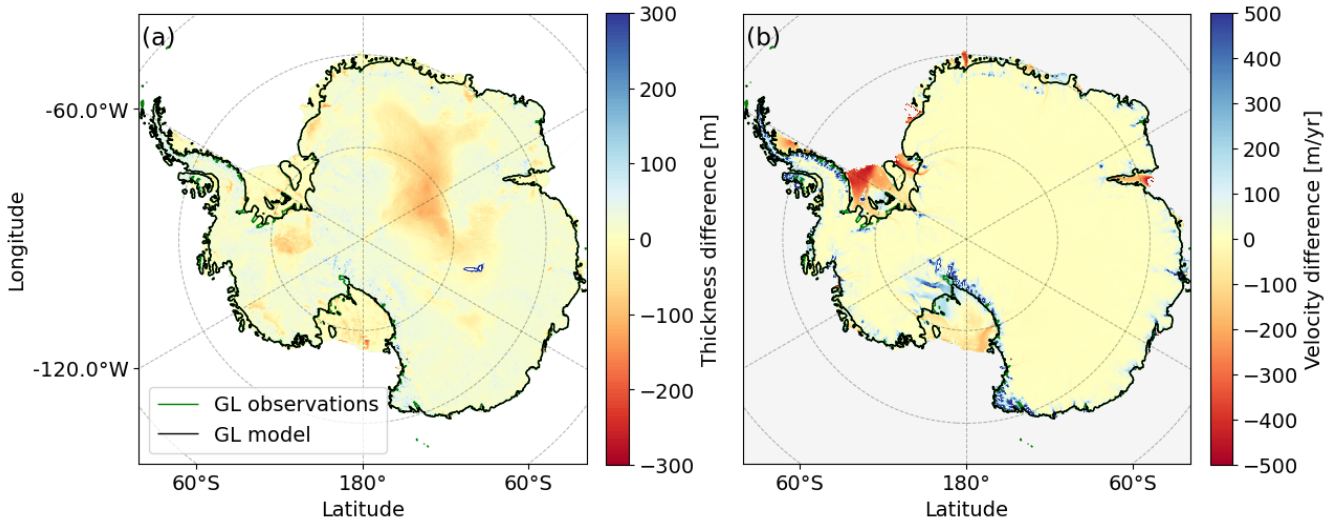 (a)
-60.0°W
-120.0°W
Longitude
GL observations
GL model
60°S
180°
60°S
Latitude
300
200
100
0
−100
−200
−300
Thickness difference [m]
(b)
60°S
180°
60°S
Latitude
500
400
300
200
100
0
−100
−200
−300
−400
−500
Velocity difference [m/yr]